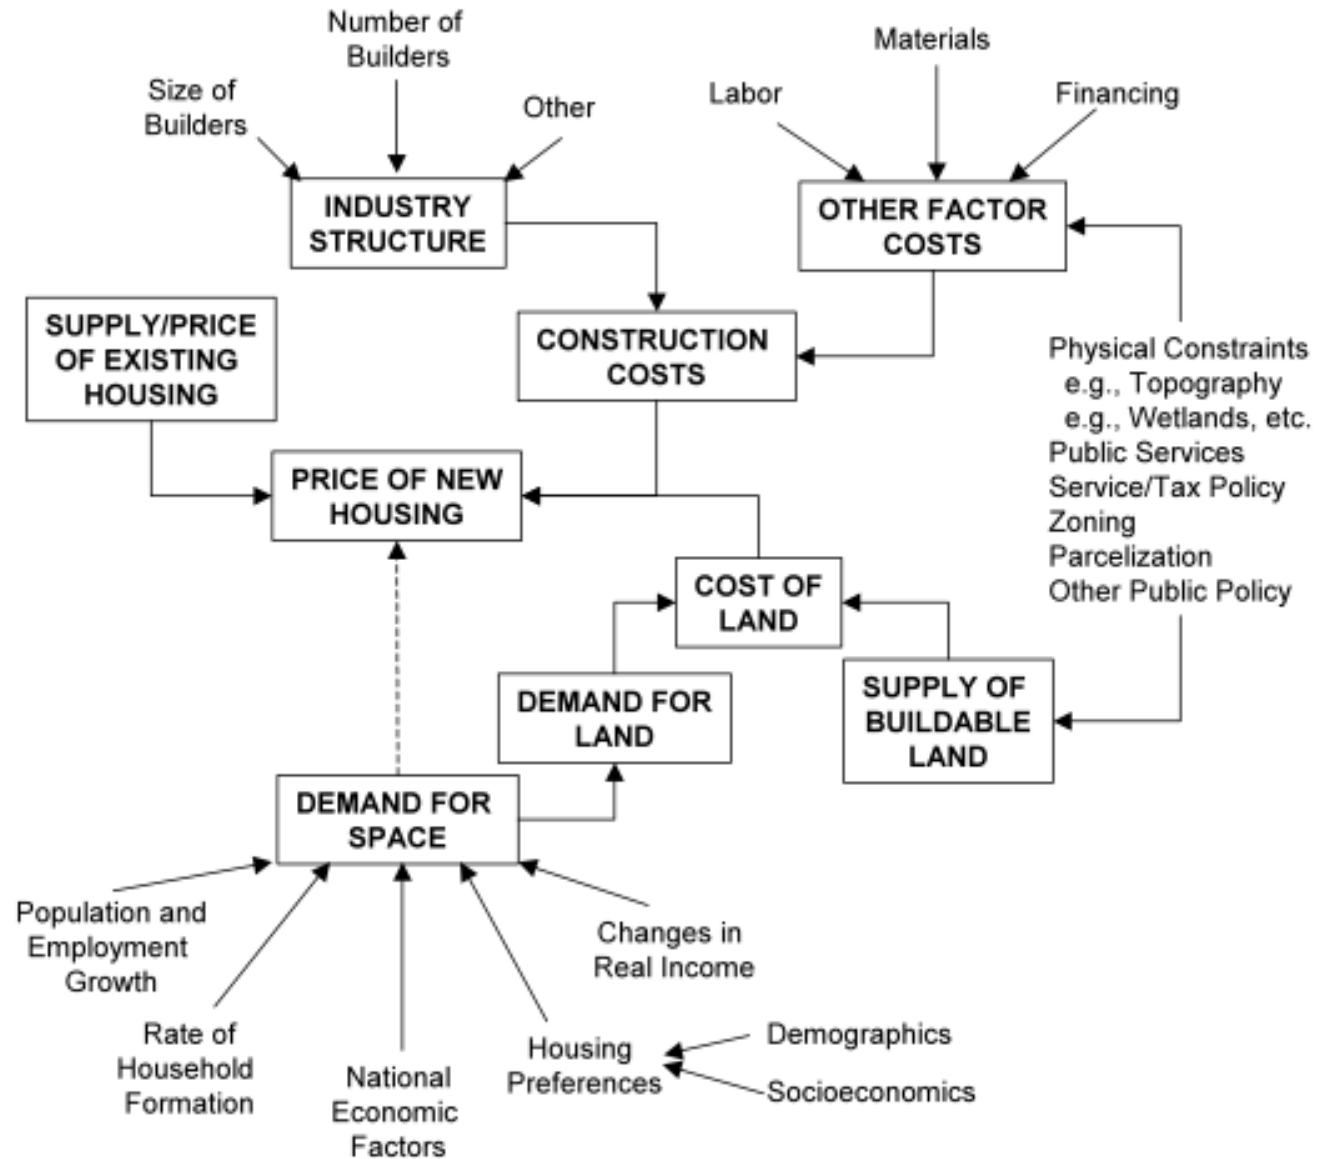 Number of
Builders
Size of
Builders
Other
Materials
Labor
Financing
INDUSTRY
STRUCTURE
OTHER FACTOR
COSTS
SUPPLY/PRICE
OF EXISTING
HOUSING
CONSTRUCTION
COSTS
Physical Constraints
e.g., Topography
e.g., Wetlands, etc.
Public Services
Service/Tax Policy
Zoning
Parcelization
Other Public Policy
PRICE OF NEW
HOUSING
COST OF
LAND
DEMAND FOR
LAND
SUPPLY OF
BUILDABLE
LAND
DEMAND FOR
SPACE
Population and
Employment
Growth
Changes in
Real Income
Rate of
Household
Formation
National
Economic
Factors
Housing
Preferences
Demographics
Socioeconomics